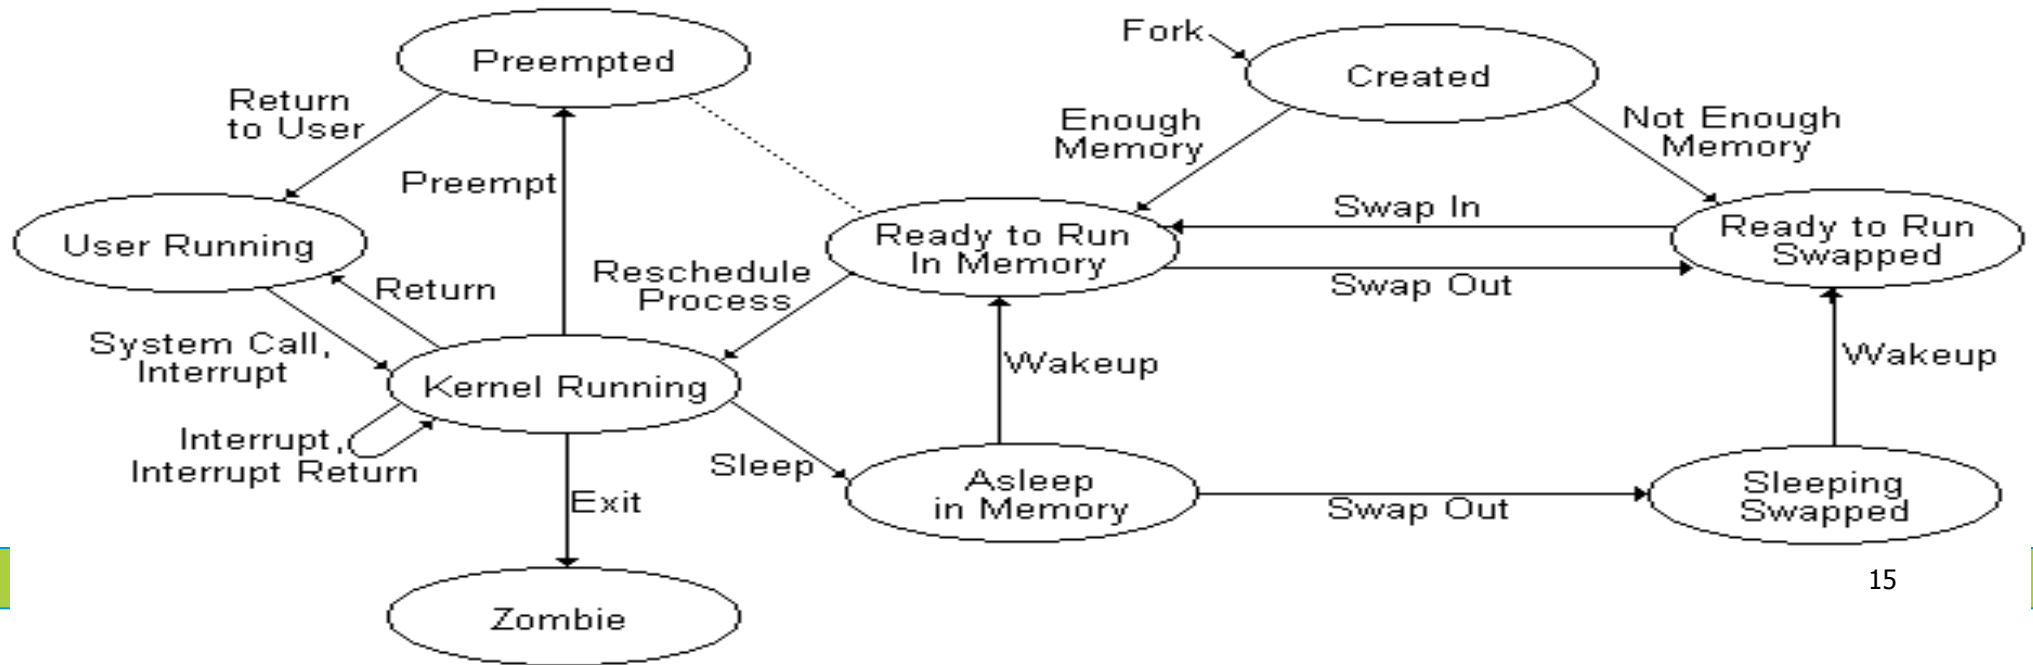 Preempted
Fork
Created
Return
to User
Enough
Memory
Not Enough
Memory
Preempt
Swap In
User Running
Ready to Run
In Memory
Ready to Run
Swapped
Return
Reschedule
Process
Swap Out
System Call,
Interrupt
Kernel Running
Wakeup
Wakeup
Interrupt,
Interrupt Return
Sleep
Asleep
in Memory
Sleeping
Swapped
Exit
Swap Out
15
Zombie